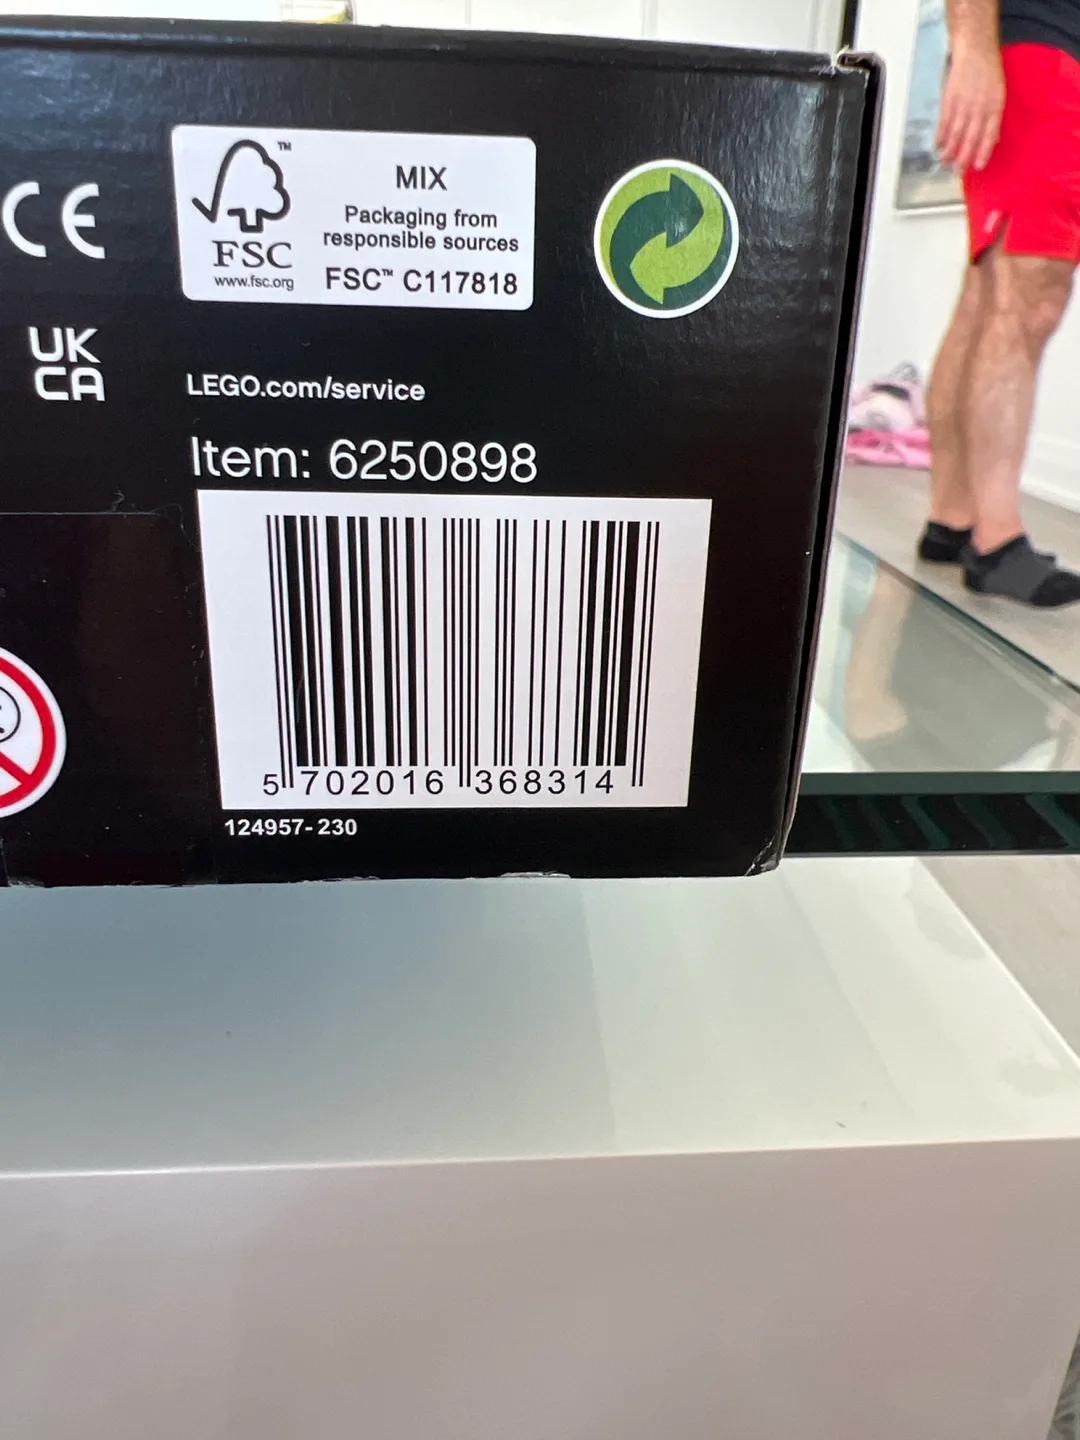 CE
™
FSC
www.fsc.org
MIX
Packaging from
responsible sources
FSC™ C117818
UK
CA
LEGO.com/service
Item: 6250898
5 702016 368314
124957-230